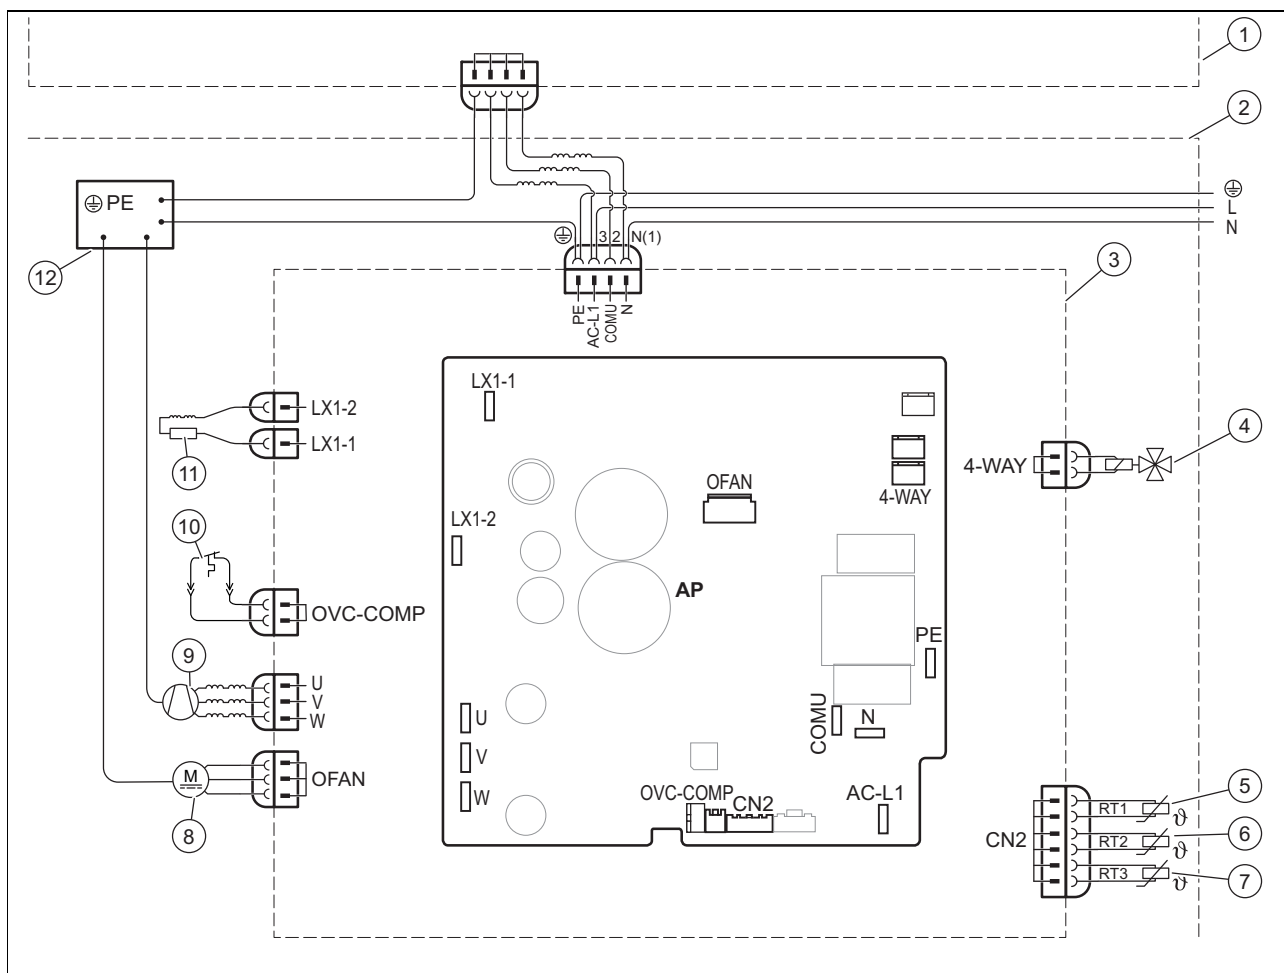 1
2
PE
L
N
3 2 N(1)
12
3
PE
AC-L1
COMU
N
LX1-1
LX1-2
LX1-1
11
4-WAY
4
OFAN
4-WAY
10
LX1-2
OVC-COMP
AP
PE
9
U
V
W
COMU
N
U
V
W
M
OFAN
8
OVC-COMP
CN2
AC-L1
CN2
RT1
ϑ
5
RT2
ϑ
6
RT3
ϑ
7